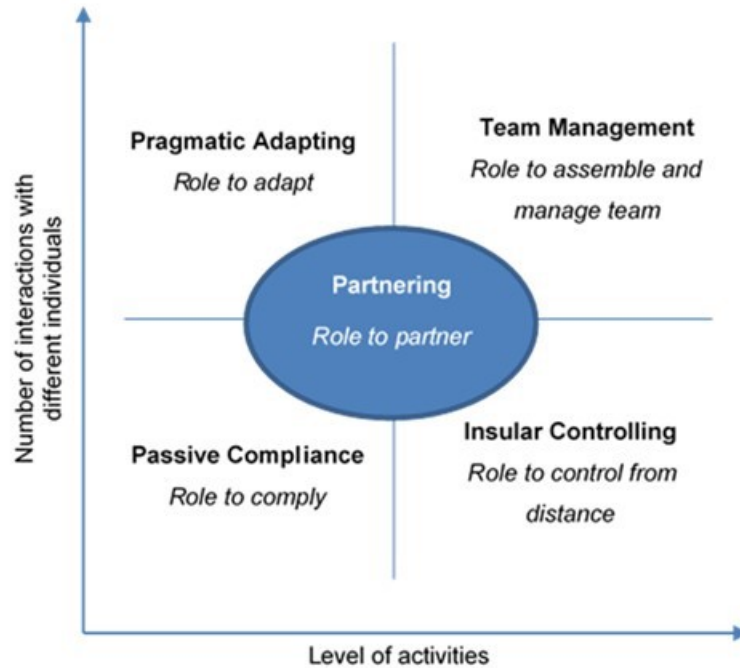 Number of interactions with
different individuals
Pragmatic Adapting
Role to adapt
Team Management
Role to assemble and
manage team
Partnering
Role to partner
Passive Compliance
Role to comply
Insular Controlling
Role to control from
distance
Level of activities